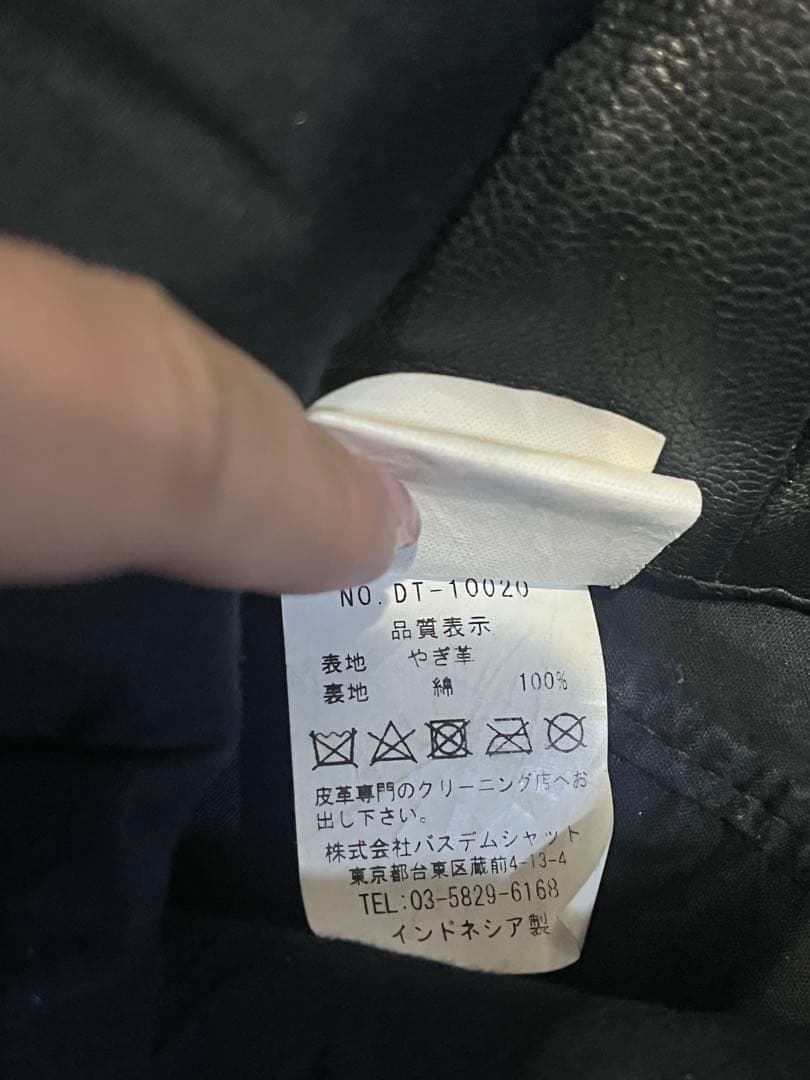 NO. DT-10020
品質表示
表地 やぎ革
裏地 綿 100%
皮革専門のクリーニング店へお
出し下さい。
株式会社バスデムシャット
東京都台東区蔵前4-13-4
TEL:03-5829-6168
インドネシア製